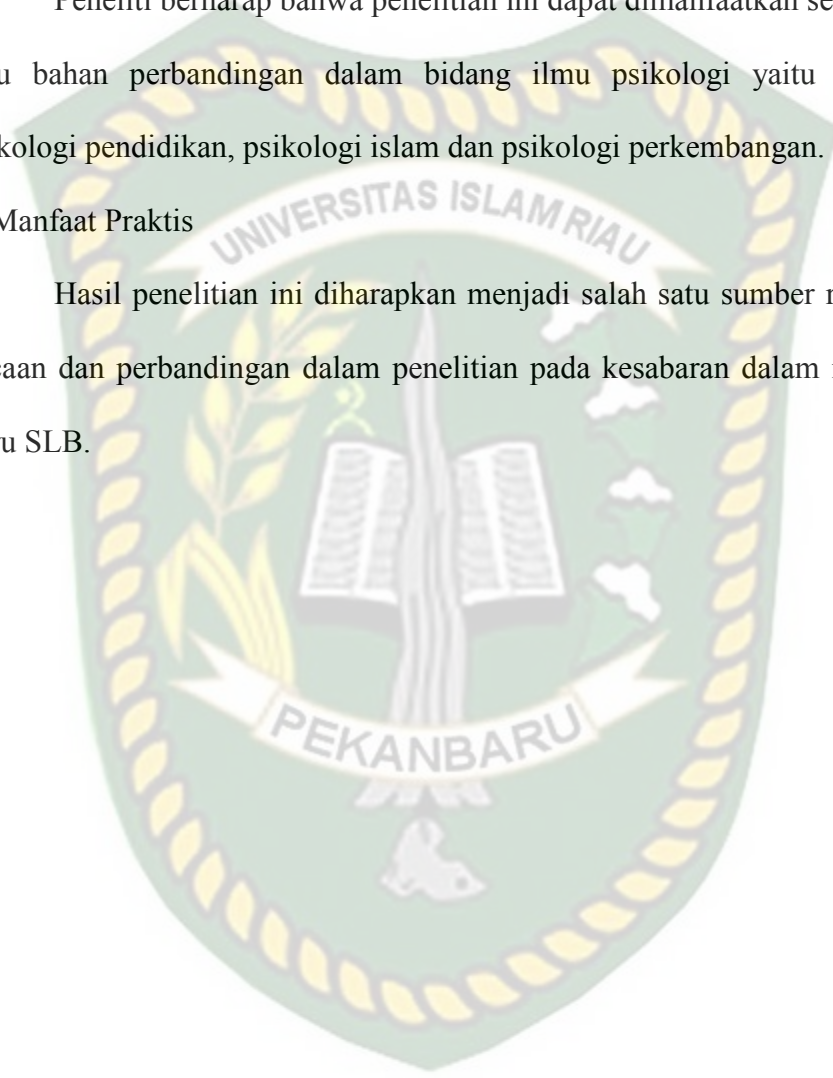 Peneliti berharap bahwa penelitian ini dapat dimanfaatkan se
u bahan perbandingan dalam bidang ilmu psikologi yaitu
kologi pendidikan, psikologi islam dan psikologi perkembangan.
Manfaat Praktis
Hasil penelitian ini diharapkan menjadi salah satu sumber
aan dan perbandingan dalam penelitian pada kesabaran dalam
u SLB.
UNIVERSITAS ISLAM RIAU
PEKANBARU